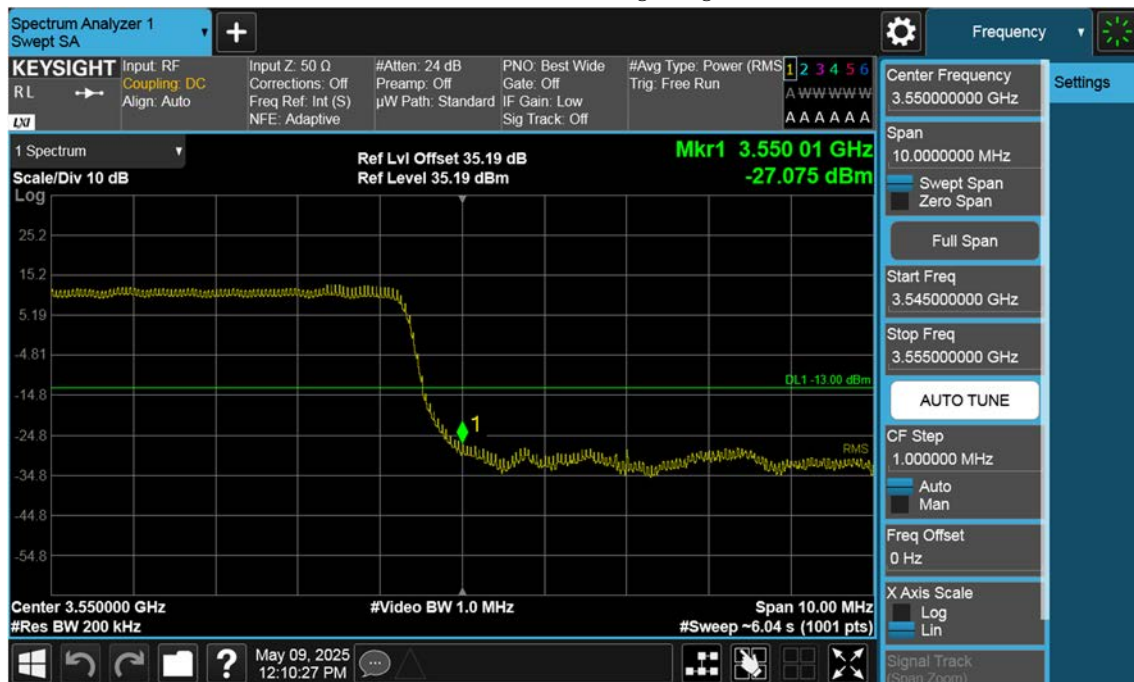 Spectrum Analyzer 1
Swept SA
+
Frequency
KEYSIGHT
RL
LXI
Input: RF
Coupling: DC
Align: Auto
Input Z: 50 Ω
Corrections: Off
Freq Ref: Int (S)
NFE: Adaptive
#Atten: 24 dB
Preamp: Off
µW Path: Standard
PNO: Best Wide
Gate: Off
IF Gain: Low
Sig Track: Off
#Avg Type: Power (RMS
Trig: Free Run
1 2 3 4 5 6
A W W W W W
A A A A A A
1 Spectrum
Scale/Div 10 dB
Log
Ref Lvl Offset 35.19 dB
Ref Level 35.19 dBm
Mkr1 3.550 01 GHz
-27.075 dBm
25.2
15.2
5.19
-4.81
-14.8
-24.8
-34.8
-44.8
-54.8
DL1 -13.00 dBm
1
RMS
Center 3.550000 GHz
#Res BW 200 kHz
#Video BW 1.0 MHz
Span 10.00 MHz
#Sweep ~6.04 s (1001 pts)
?
May 09, 2025
12:10:27 PM
Center Frequency
3.550000000 GHz
Span
10.0000000 MHz
Swept Span
Zero Span
Full Span
Start Freq
3.545000000 GHz
Stop Freq
3.555000000 GHz
AUTO TUNE
CF Step
1.000000 MHz
Auto
Man
Freq Offset
0 Hz
X Axis Scale
Log
Lin
Signal Track
(Span Zoom)
Settings